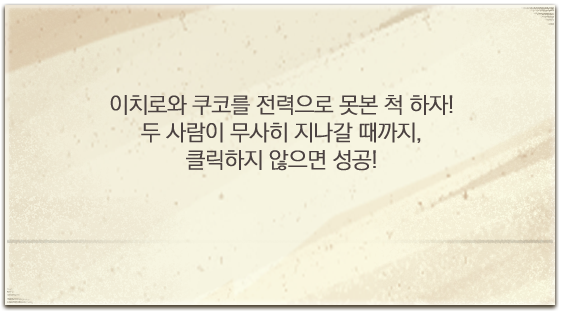 이치로와 쿠코를 전력으로 못본 척 하자!
두 사람이 무사히 지나갈 때까지,
클릭하지 않으면 성공!